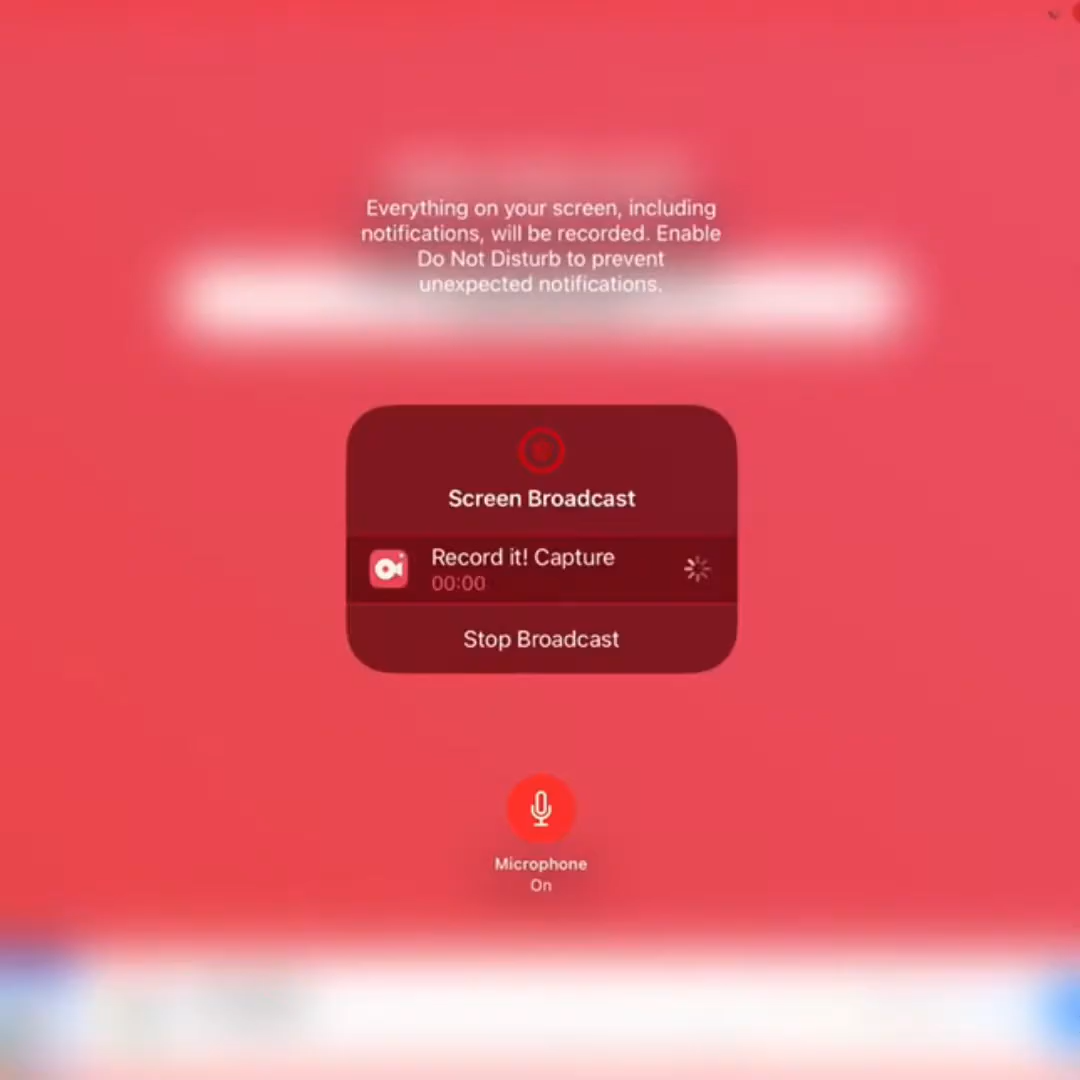 Everything on your screen, including
notifications, will be recorded. Enable
Do Not Disturb to prevent
unexpected notifications.
Screen Broadcast
Record it! Capture
00:00
Stop Broadcast
Microphone
On